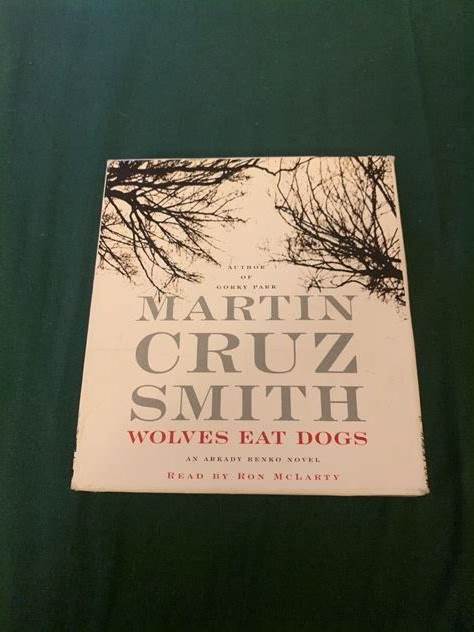 AUTHOR
OF
GORKY PARK
MARTIN
CRUZ
SMITH
WOLVES EAT DOGS
AN ARKADY RENKO NOVEL
READ BY RON MCLARTY